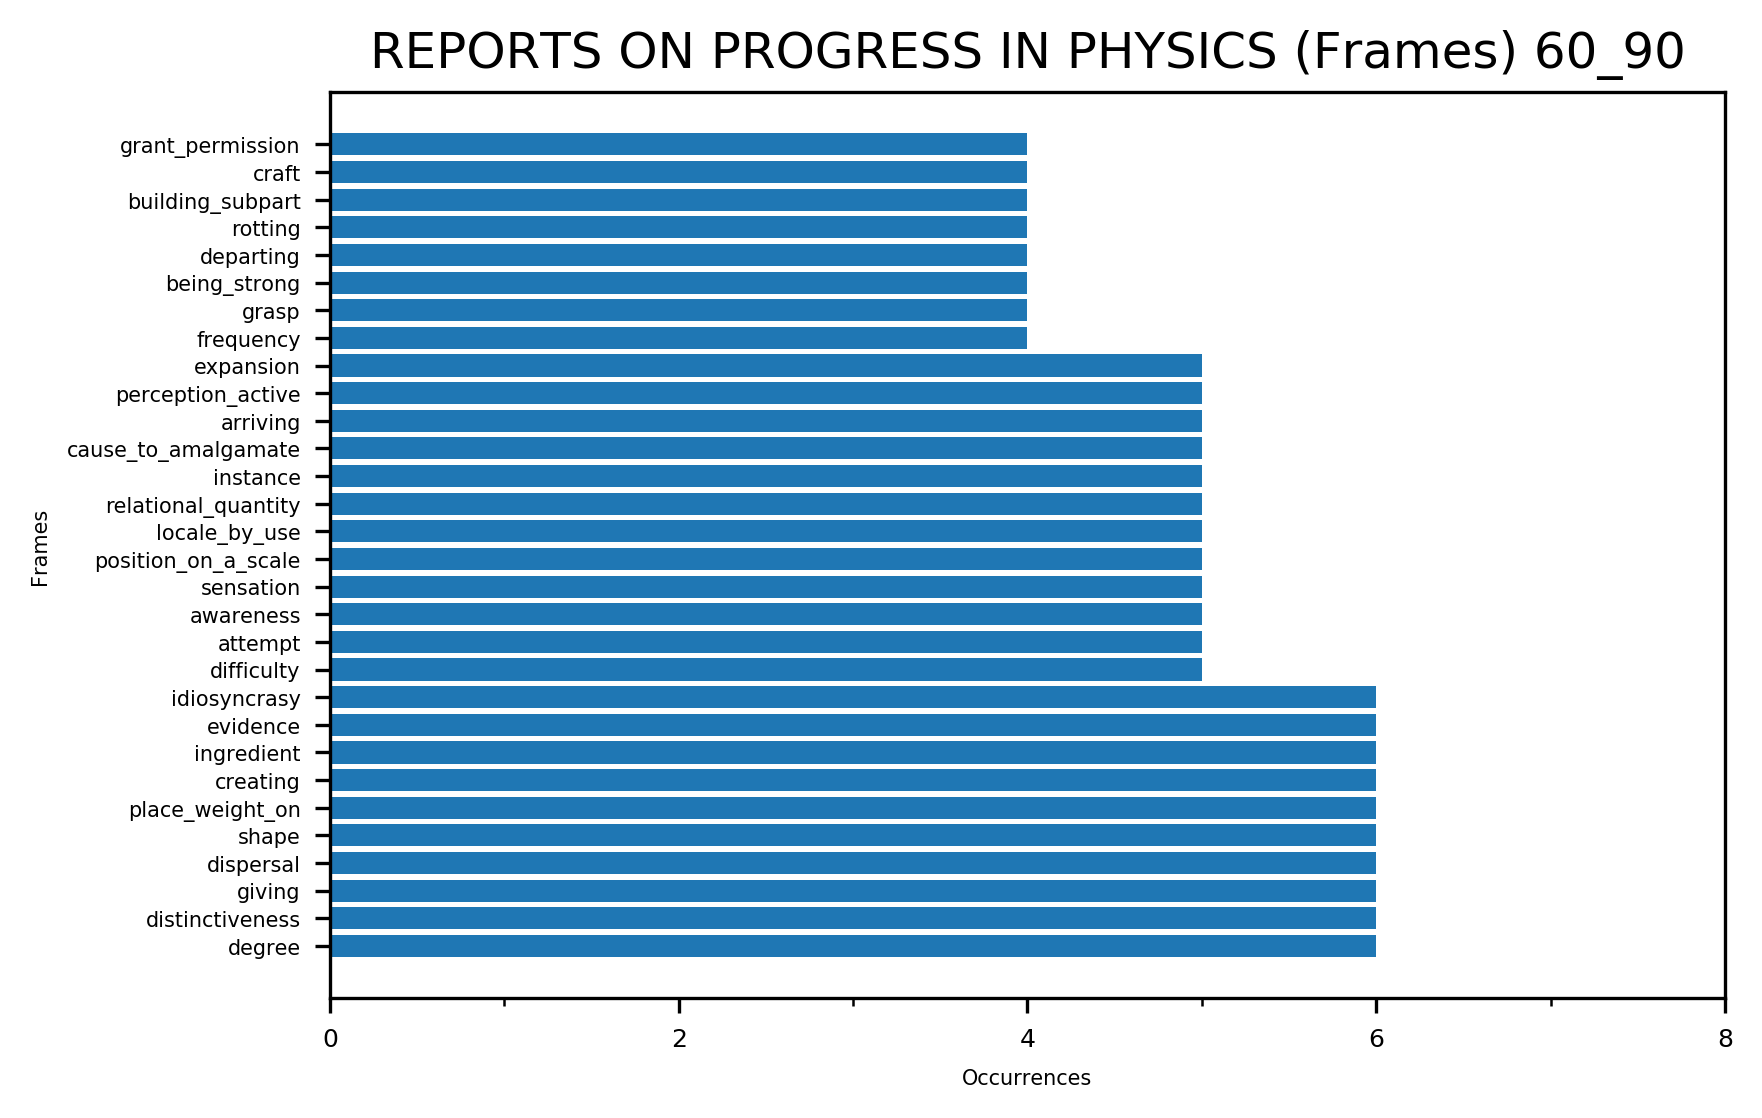 REPORTS ON PROGRESS IN PHYSICS (Frames) 60_90
grant_permission
craft
building_subpart
rotting
departing
being_strong
grasp
frequency
expansion
perception_active
arriving
cause_to_amalgamate
instance
relational_quantity
locale_by_use
position_on_a_scale
sensation
awareness
attempt
difficulty
idiosyncrasy
evidence
ingredient
creating
place_weight_on
shape
dispersal
giving
distinctiveness
degree
Frames
0 2 4 6 8
Occurrences